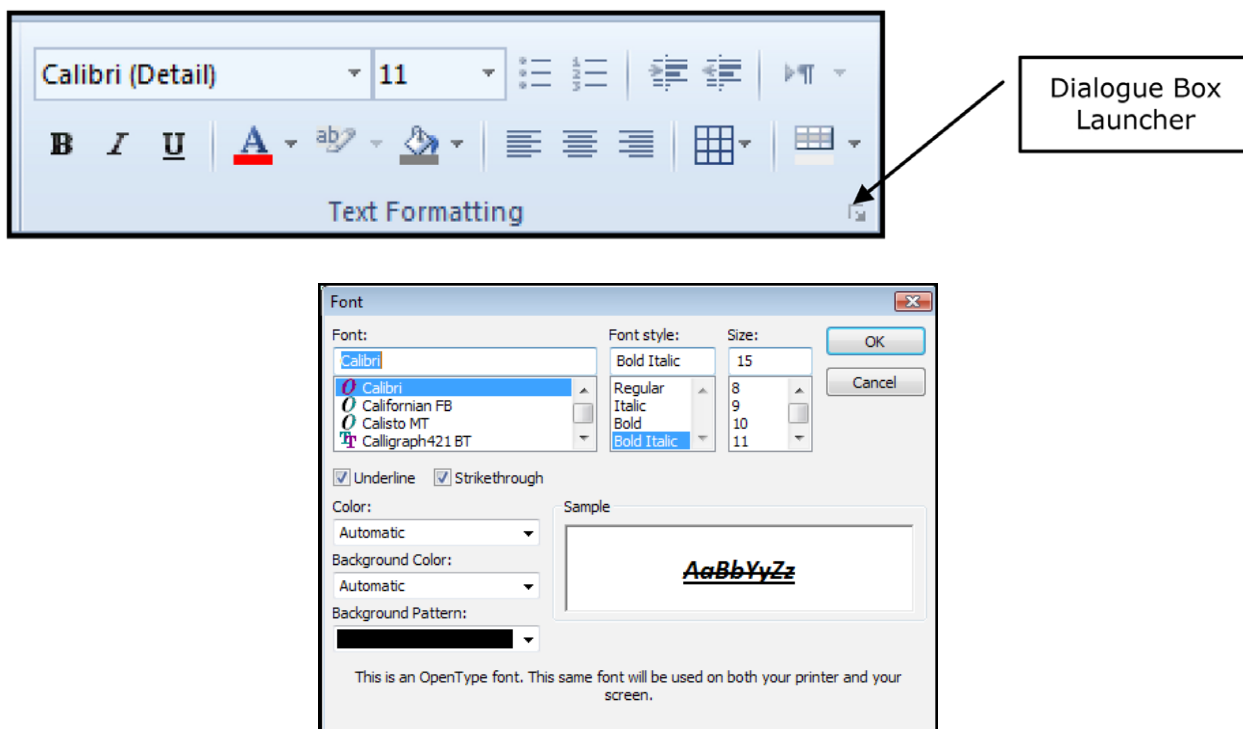 Calibri (Detail) 11
B I U A ab
Text Formatting
Dialogue Box
Launcher
Font
Font: Font style: Size:
Calibri Bold Italic 15 OK
Calibri Regular 8 Cancel
Californian FB Italic 9
Calisto MT Bold 10
Calligraph421 BT Bold Italic 11
Underline Strikethrough
Color: Sample
Automatic
AaBbYyZz
Background Color:
Automatic
Background Pattern:
This is an OpenType font. This same font will be used on both your printer and your
screen.